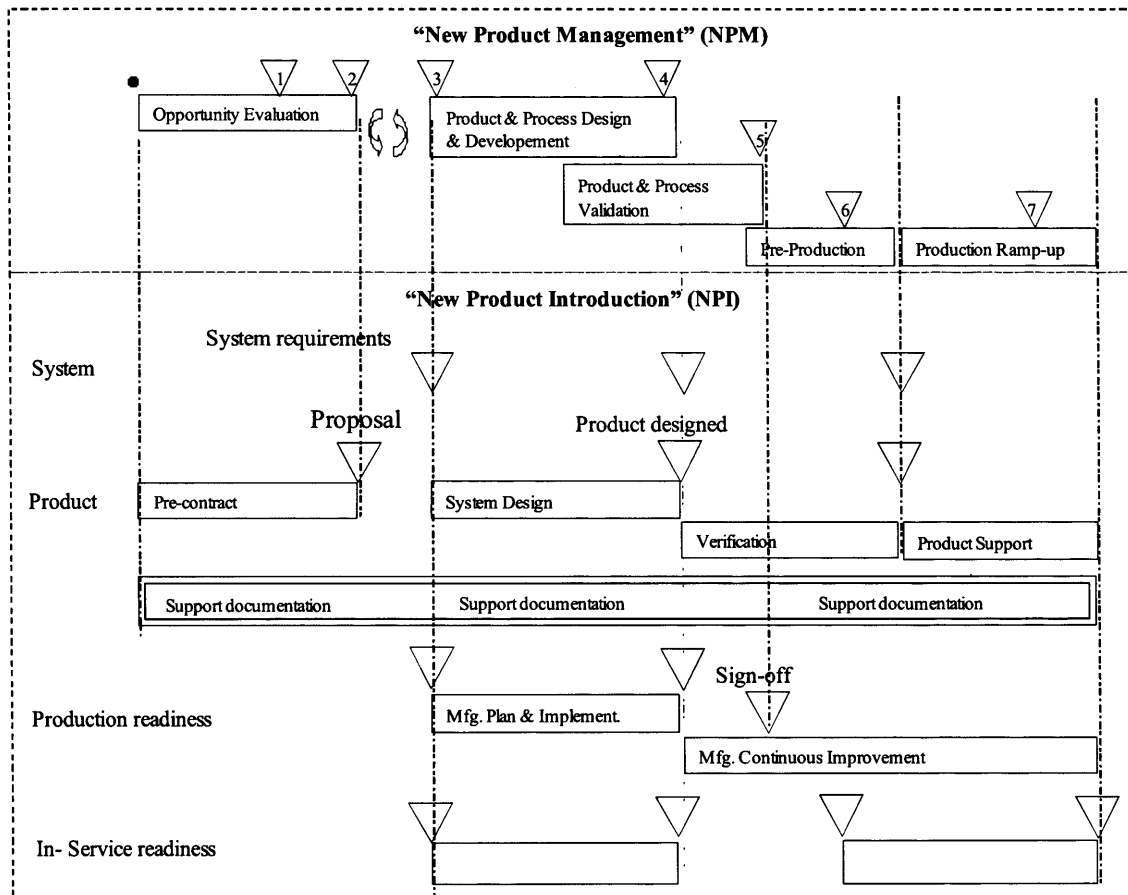 “New Product Management” (NPM)
1
2
3
4
Opportunity Evaluation
Product & Process Design
& Developement
5
Product & Process
Validation
6
7
Pre-Production
Production Ramp-up
“New Product Introduction” (NPI)
System requirements
System
Proposal
Product designed
Product
Pre-contract
System Design
Verification
Product Support
Support documentation
Support documentation
Support documentation
Sign-off
Production readiness
Mfg. Plan & Implement.
Mfg. Continuous Improvement
In- Service readiness